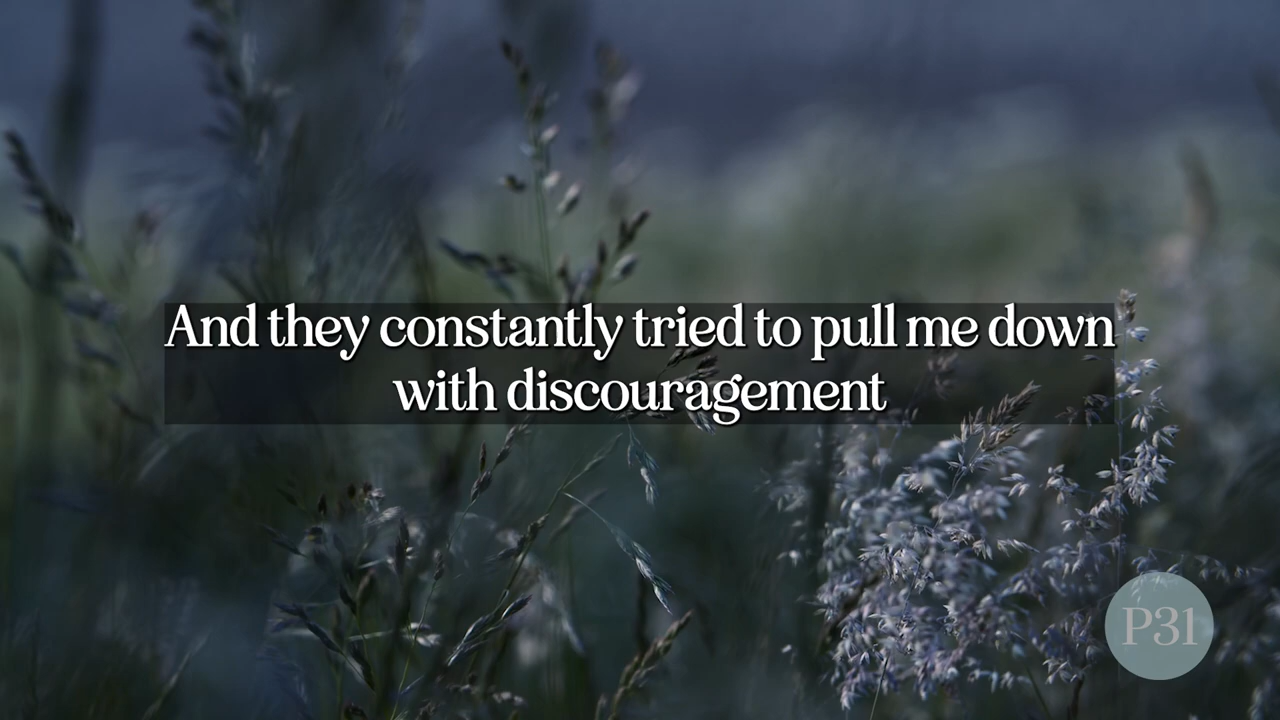 And they constantly tried to pull me down
with discouragement
P31